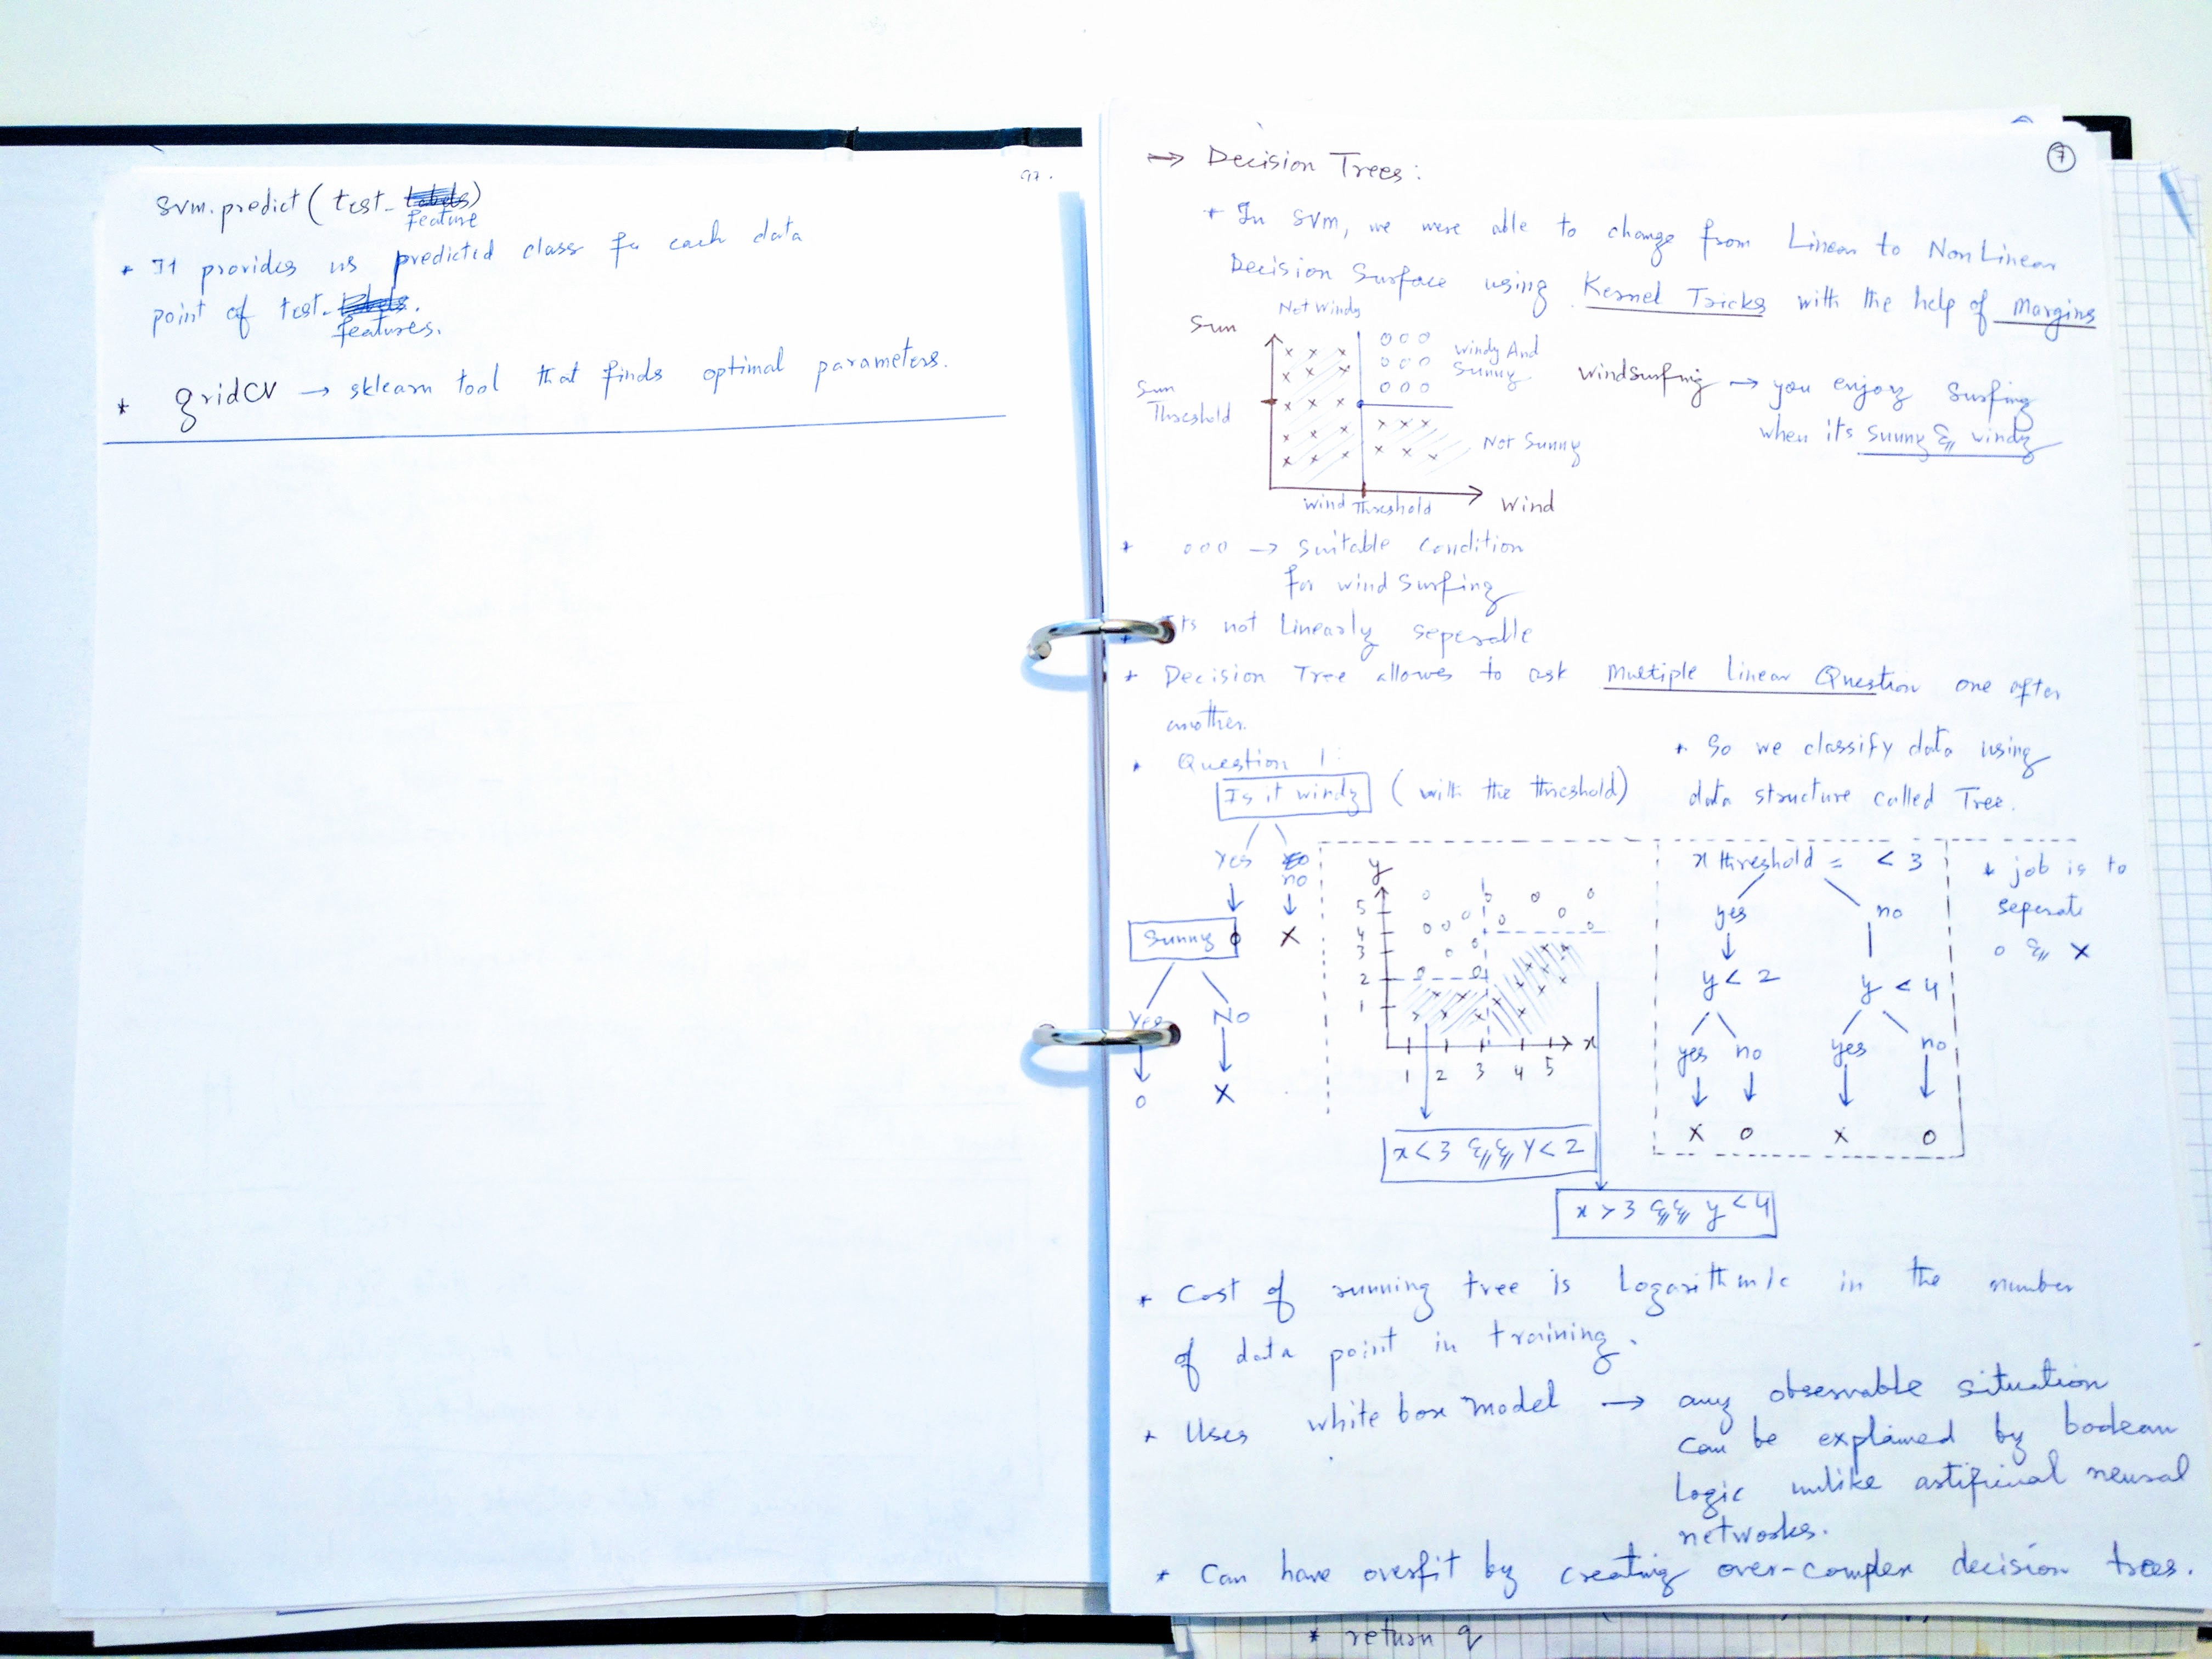 svm.predict(test_labels)
feature
* It provides us predicted class for each data
point of test_labels.
features.
* gridCV → sklearn tool that finds optimal parameters.
→ Decision Trees:
7
* In svm, we were able to change from Linear to NonLinear
Decision Surface using Kernel Tricks with the help of Margins
Not Windy
Sun
Windy And
Sunny
Sun
Threshold
Not Sunny
Wind Threshold
Wind
Windsurfing → you enjoy Surfing
when its Sunny & windy
* ooo → suitable condition
for wind surfing
* Its not Linearly seperable
* Decision Tree allowes to ask Multiple Linear Question one after
another.
* Question 1:
Is it windy (with the threshold)
Yes no
Sunny o X
Yes No
o X
* So we classify data using
data structure called Tree.
y
5
4
3
2
1
1 2 3 4 5
x
x<3 && Y<2
x>3 && y<4
x threshold = < 3
yes no
y < 2 y < 4
yes no yes no
X o X o
* job is to
seperate
o & X
* Cost of running tree is Logarithmic in the number
of data point in training.
* Uses white box model → any observable situation
can be explained by boolean
Logic unlike artificial neural
networks.
* Can have overfit by creating over-complex decision trees.
* return q